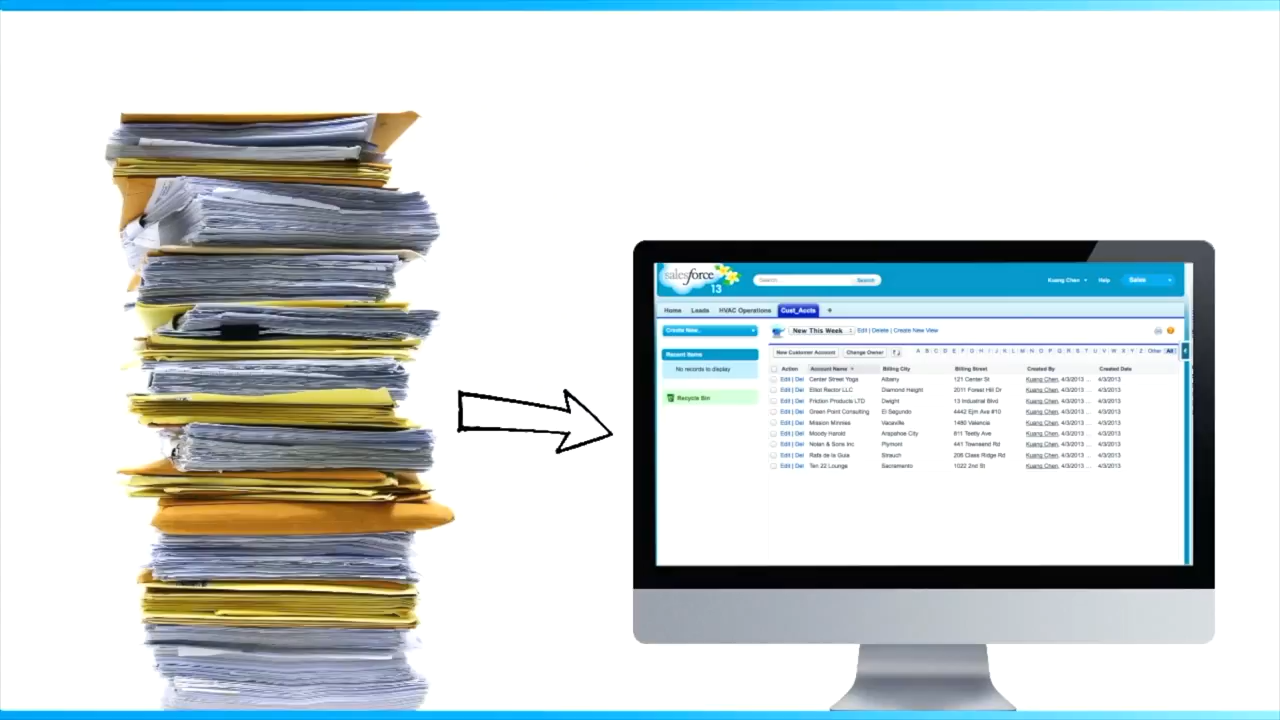 salesforce
13
Search
Search
Kuang Chen
Help
Sales
Home Leads HVAC Operations Cust_Accts +
Create New...
New This Week Edit | Delete | Create New View
Recent Items
No records to display
Recycle Bin
New Customer Account Change Owner
A B C D E F G H I J K L M N O P Q R S T U V W X Y Z Other All
Action Account Name Billing City Billing Street Created By Created Date
Edit | Del Center Street Yoga Albany 121 Center St Kuang Chen, 4/3/2013 ... 4/3/2013
Edit | Del Elliot Rector LLC Diamond Height 2011 Forest Hill Dr Kuang Chen, 4/3/2013 ... 4/3/2013
Edit | Del Friction Products LTD Dwight 13 Industrial Blvd Kuang Chen, 4/3/2013 ... 4/3/2013
Edit | Del Green Point Consulting El Segundo 4442 Ejm Ave #10 Kuang Chen, 4/3/2013 ... 4/3/2013
Edit | Del Mission Minnies Vacaville 1480 Valencia Kuang Chen, 4/3/2013 ... 4/3/2013
Edit | Del Moody Harold Arapahoe City 811 Teetly Ave Kuang Chen, 4/3/2013 ... 4/3/2013
Edit | Del Nolan & Sons Inc Plymont 441 Townsend Rd Kuang Chen, 4/3/2013 ... 4/3/2013
Edit | Del Rafa de la Guia Strauch 206 Glass Ridge Rd Kuang Chen, 4/3/2013 ... 4/3/2013
Edit | Del Ten 22 Lounge Sacramento 1022 2nd St Kuang Chen, 4/3/2013 ... 4/3/2013